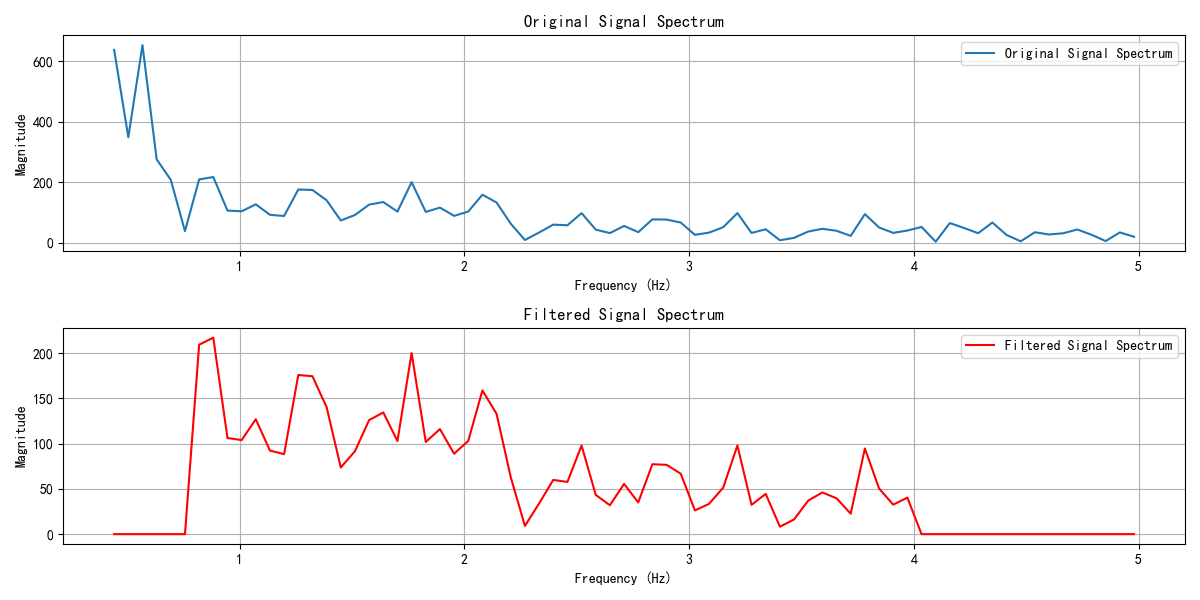 Original Signal Spectrum
Original Signal Spectrum
600
400
200
0
Magnitude
1 2 3 4 5
Frequency (Hz)
Filtered Signal Spectrum
Filtered Signal Spectrum
200
150
100
50
0
Magnitude
1 2 3 4 5
Frequency (Hz)